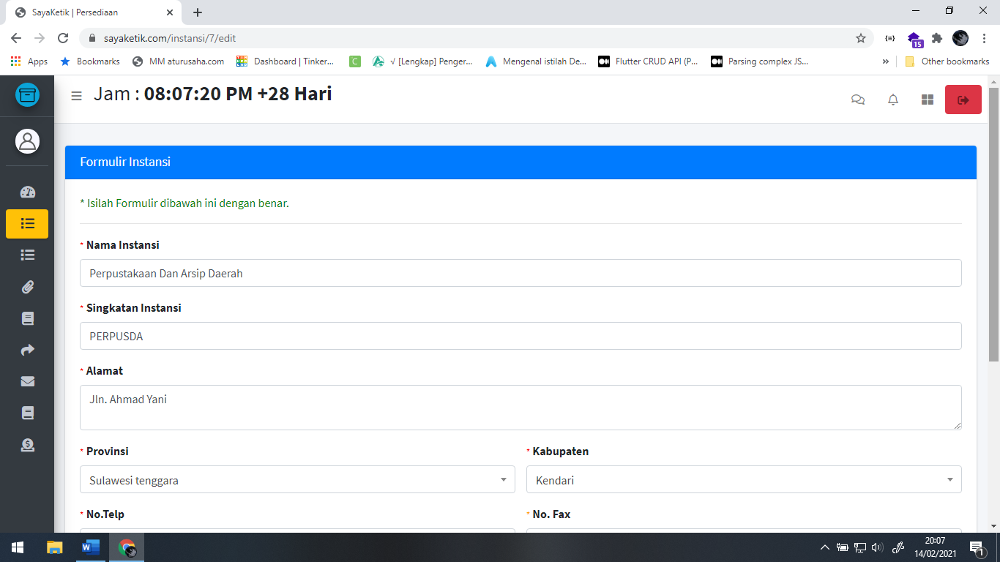 SayaKetik | Persediaan
sayaketik.com/instansi/7/edit
15
Apps
Bookmarks
MM aturusaha.com
Dashboard | Tinker...
C
√ [Lengkap] Penger...
Mengenal istilah De...
Flutter CRUD API (P...
Parsing complex JS...
»
Other bookmarks
Jam : 08:07:20 PM +28 Hari
Formulir Instansi
* Isilah Formulir dibawah ini dengan benar.
* Nama Instansi
Perpustakaan Dan Arsip Daerah
* Singkatan Instansi
PERPUSDA
* Alamat
Jln. Ahmad Yani
* Provinsi
* Kabupaten
Sulawesi tenggara
Kendari
* No.Telp
* No. Fax
20:07
14/02/2021
1